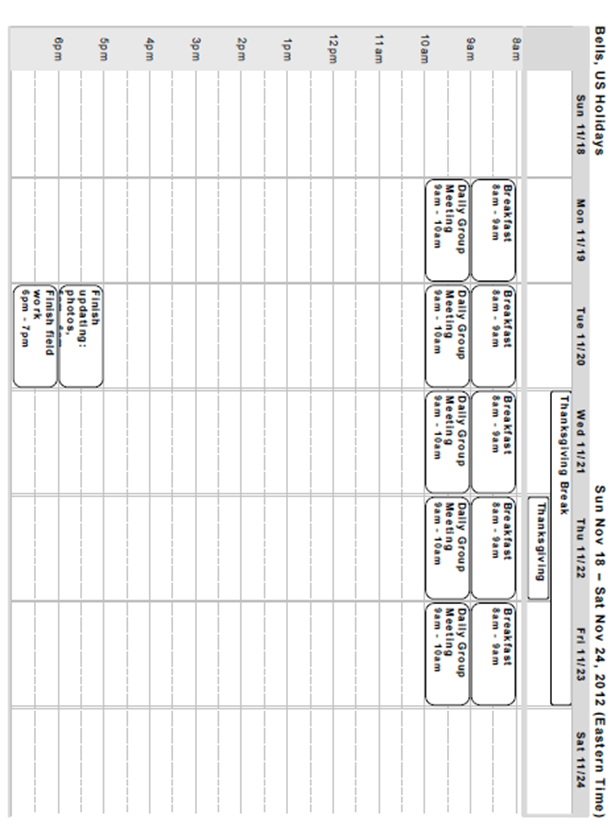 Bells, US Holidays
Sun Nov 18 – Sat Nov 24, 2012 (Eastern Time)
Sun 11/18
Mon 11/19
Tue 11/20
Wed 11/21
Thu 11/22
Fri 11/23
Sat 11/24
Thanksgiving Break
Thanksgiving
8am
9am
10am
11am
12pm
1pm
2pm
3pm
4pm
5pm
6pm
Breakfast
8am - 9am
Daily Group
Meeting
9am - 10am
Breakfast
8am - 9am
Daily Group
Meeting
9am - 10am
Finish
updating:
photos,
Finish field
work
6pm - 7pm
Breakfast
8am - 9am
Daily Group
Meeting
9am - 10am
Breakfast
8am - 9am
Daily Group
Meeting
9am - 10am
Breakfast
8am - 9am
Daily Group
Meeting
9am - 10am